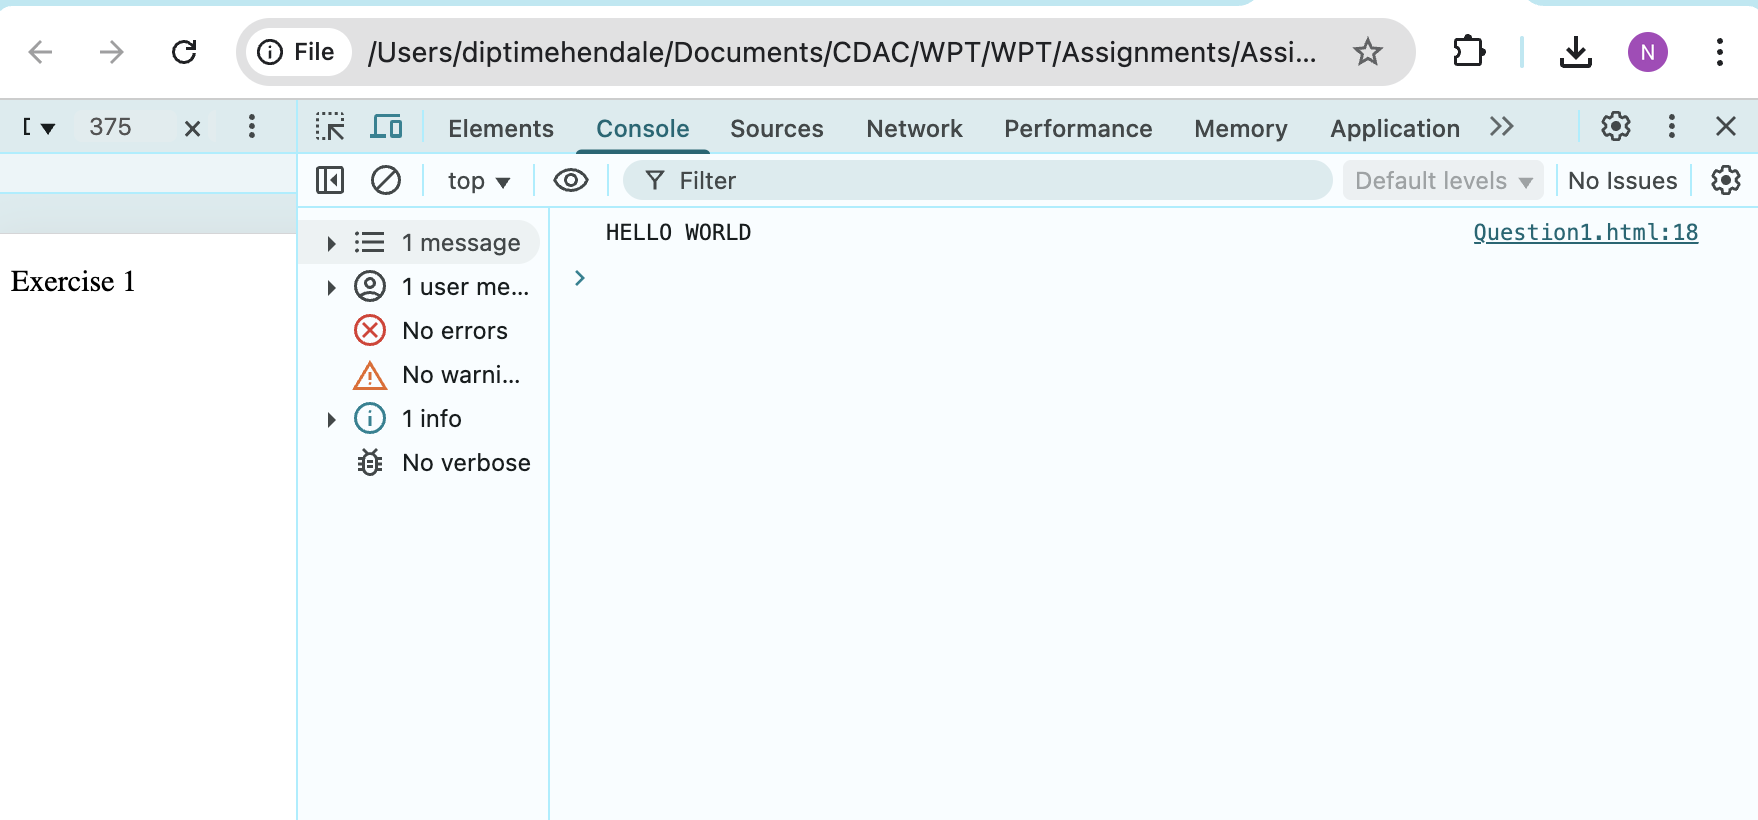 File /Users/diptimehendale/Documents/CDAC/WPT/WPT/Assignments/Assi...
375 Elements Console Sources Network Performance Memory Application
top Filter Default levels No Issues
1 message
1 user me...
No errors
No warni...
1 info
No verbose
HELLO WORLD Question1.html:18
Exercise 1
N